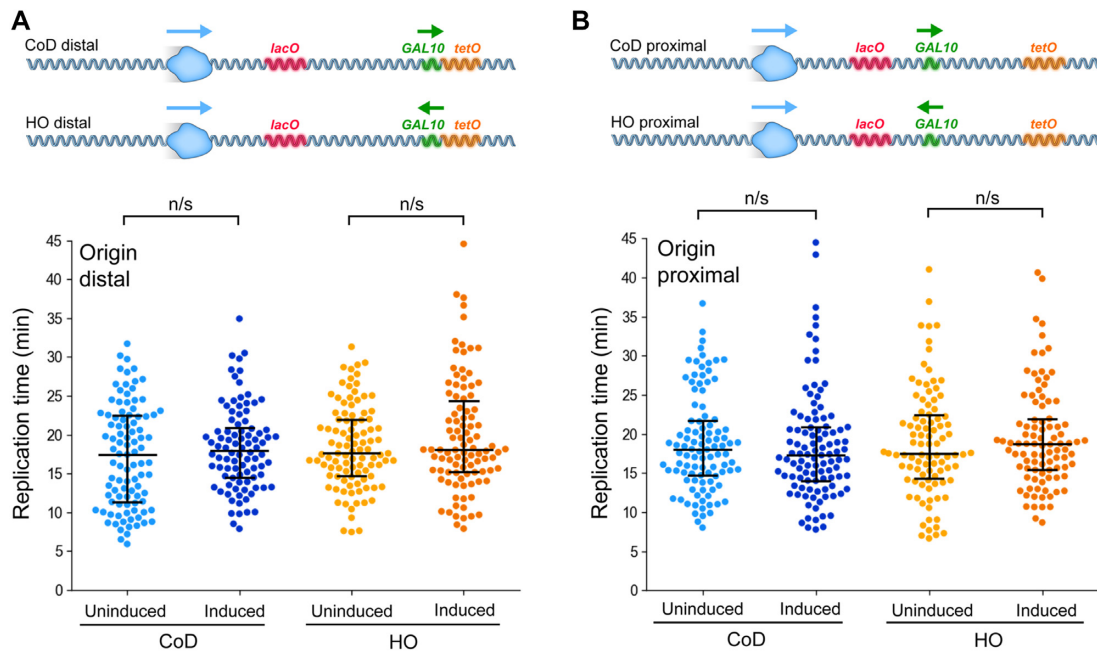 A
CoD distal
lacO
GAL10
tetO
HO distal
lacO
GAL10
tetO
n/s
n/s
Origin
distal
Replication time (min)
45
40
35
30
25
20
15
10
5
0
Uninduced
Induced
Uninduced
Induced
CoD
HO
B
CoD proximal
lacO
GAL10
tetO
HO proximal
lacO
GAL10
tetO
n/s
n/s
Origin
proximal
Replication time (min)
45
40
35
30
25
20
15
10
5
0
Uninduced
Induced
Uninduced
Induced
CoD
HO